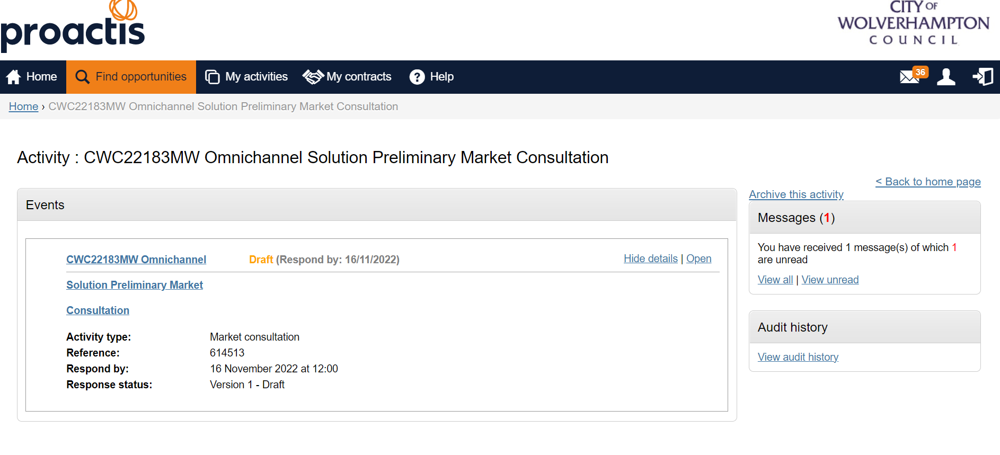 proactis
CITY OF
WOLVERHAMPTON
COUNCIL
Home
Find opportunities
My activities
My contracts
? Help
36
Home › CWC22183MW Omnichannel Solution Preliminary Market Consultation
Activity : CWC22183MW Omnichannel Solution Preliminary Market Consultation
< Back to home page
Archive this activity
Events
CWC22183MW Omnichannel
Solution Preliminary Market
Consultation
Draft (Respond by: 16/11/2022)
Hide details | Open
Activity type: Market consultation
Reference: 614513
Respond by: 16 November 2022 at 12:00
Response status: Version 1 - Draft
Messages (1)
You have received 1 message(s) of which 1
are unread
View all | View unread
Audit history
View audit history